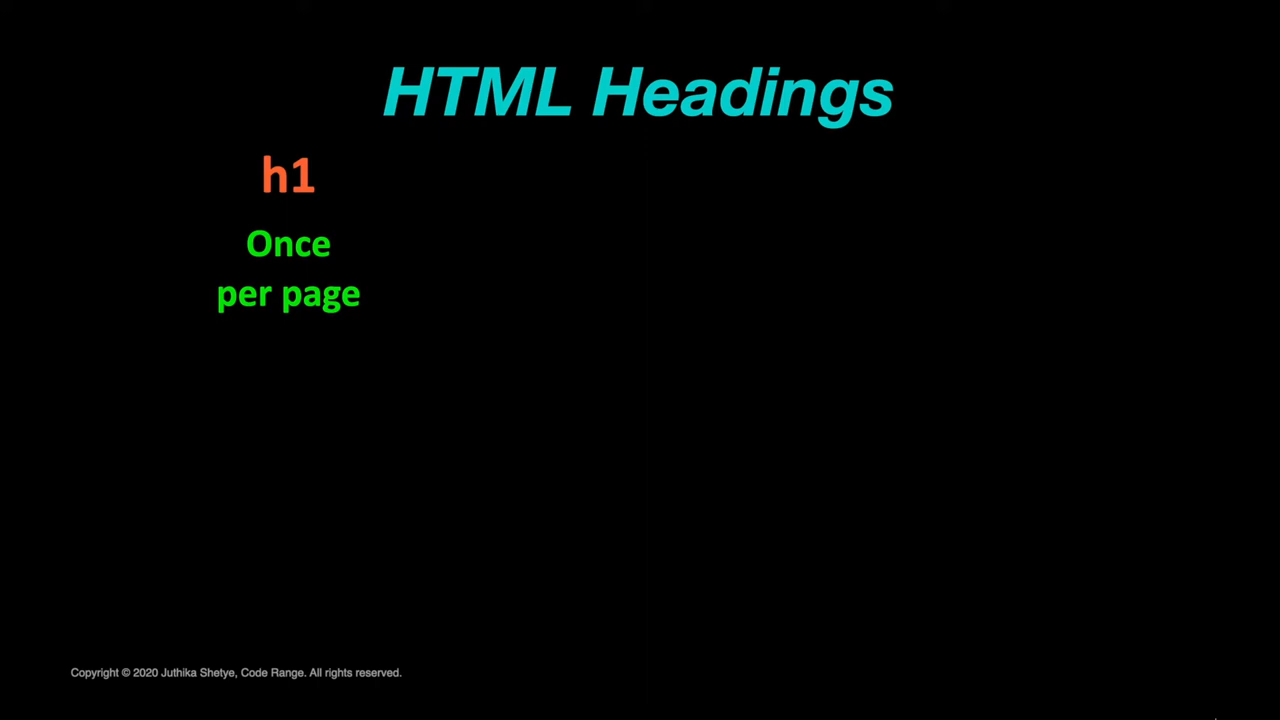 HTML Headings
h1
Once
per page
Copyright © 2020 Juthika Shetye, Code Range. All rights reserved.